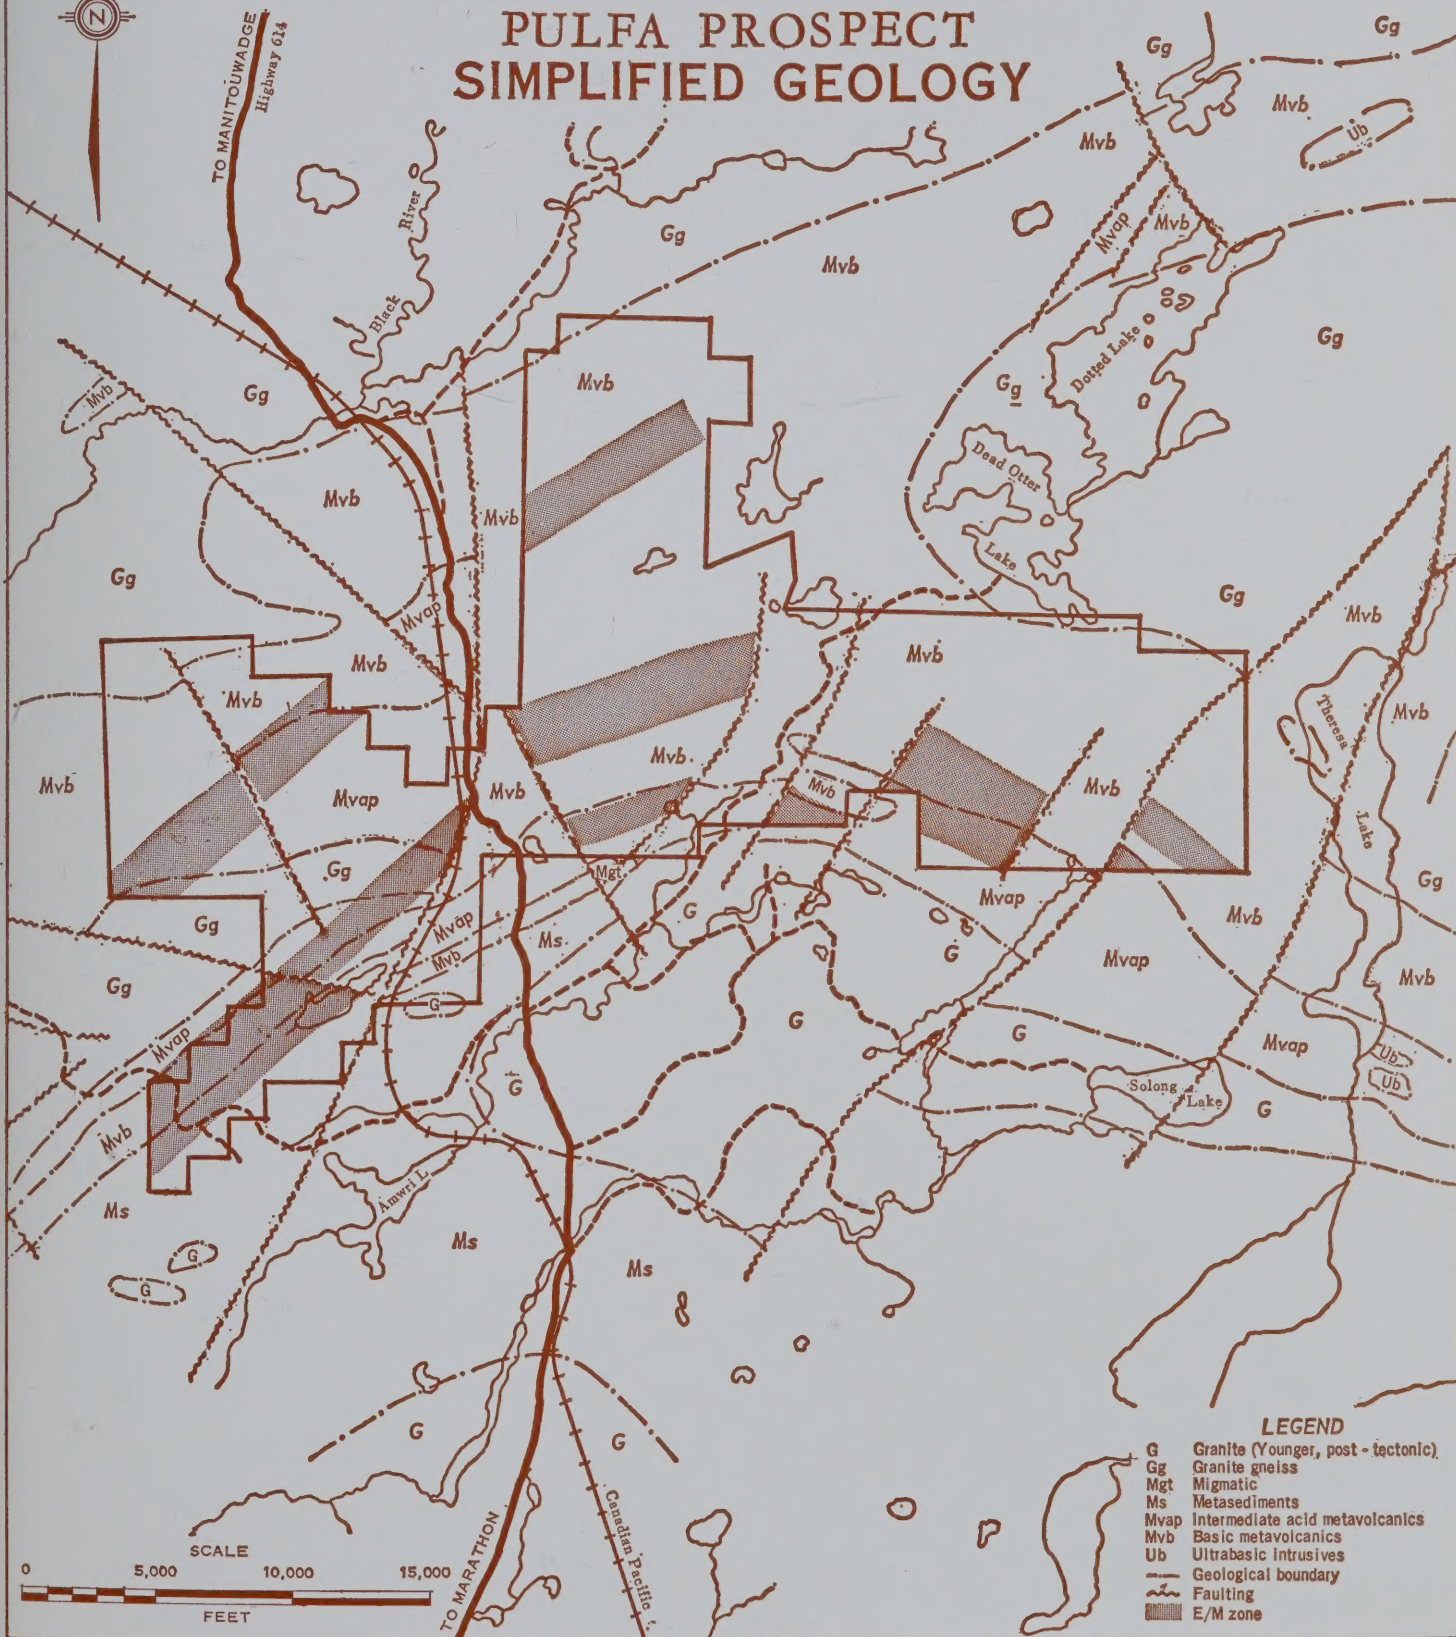 N
PULFA PROSPECT
SIMPLIFIED GEOLOGY
TO MANITOUWADGE
Highway 614
Gg
Gg
Mvb
Ub
Mvb
River
Black
Gg
Mvb
Mvap
Mvb
Gg
Dotted Lake
Mvb
Gg
Mvb
Gg
Dead Otter
Lake
Mvb
Mvb
Gg
Mvap
Gg
Mvb
Mvb
Mvb
Mvb
Theresa
Lake
Mvb
Mvb
Mvb
Mvap
Mvb
Mvb
Mvb
Gg
Mgt
Mvap
Gg
Gg
Mvap
G
Mvb
Ms
Mvb
G
Mvap
Gg
Mvb
G
G
G
Mvap
Mvap
Ub
Ub
G
Solong
Lake
G
Mvb
Ms
Amwri L.
Ms
Ms
G
G
G
G
Canadian Pacific
TO MARATHON
SCALE
0 5,000 10,000 15,000
FEET
LEGEND
G Granite (Younger, post - tectonic)
Gg Granite gneiss
Mgt Migmatic
Ms Metasediments
Mvap Intermediate acid metavolcanics
Mvb Basic metavolcanics
Ub Ultrabasic intrusives
Geological boundary
Faulting
E/M zone